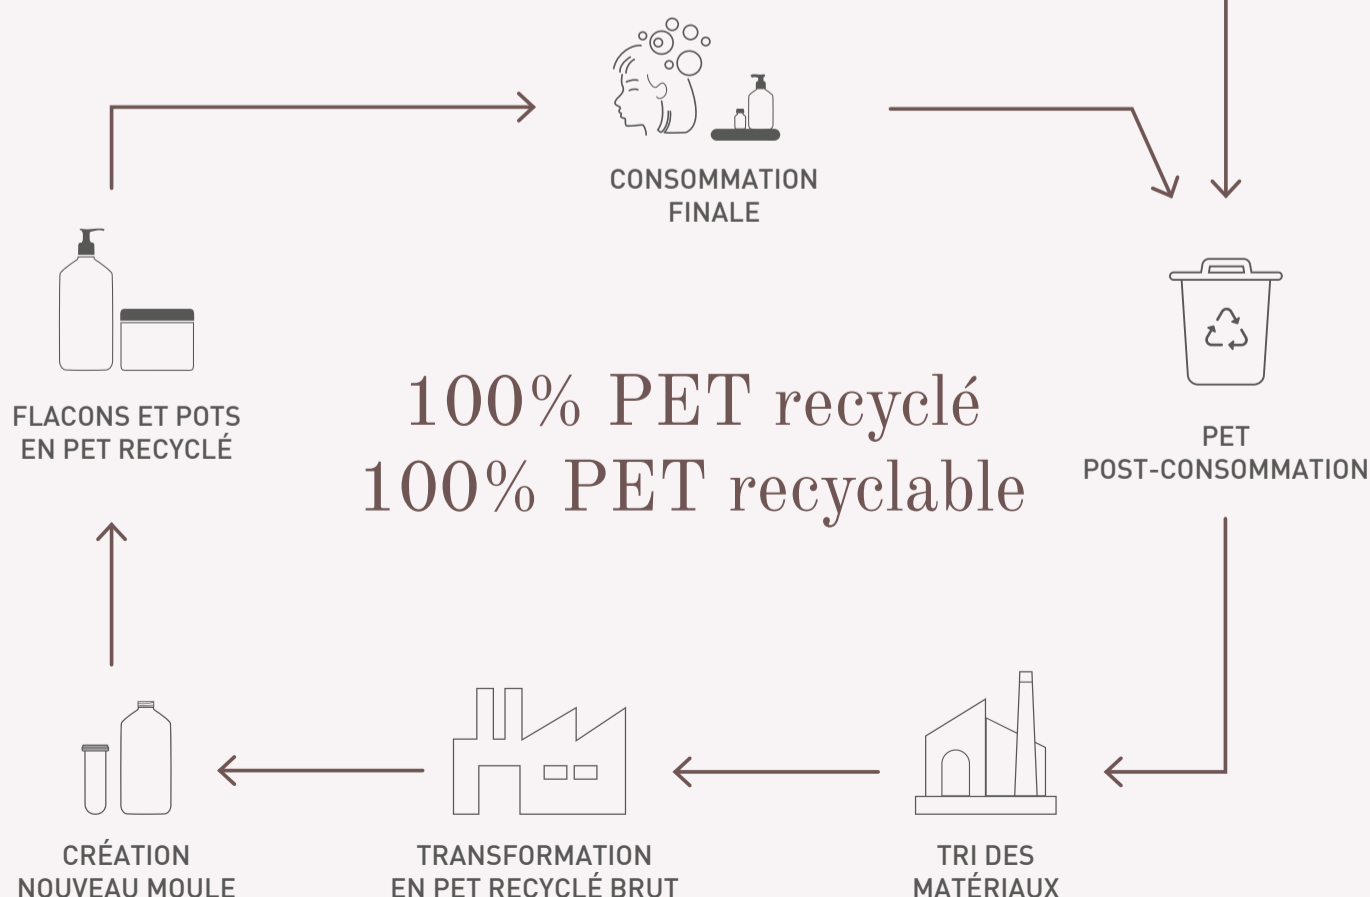 CONSOMMATION
FINALE
FLACONS ET POTS
EN PET RECYCLÉ
100% PET recyclé
100% PET recyclable
PET
POST-CONSOMMATION
CRÉATION
NOUVEAU MOULE
TRANSFORMATION
EN PET RECYCLÉ BRUT
TRI DES
MATÉRIAUX